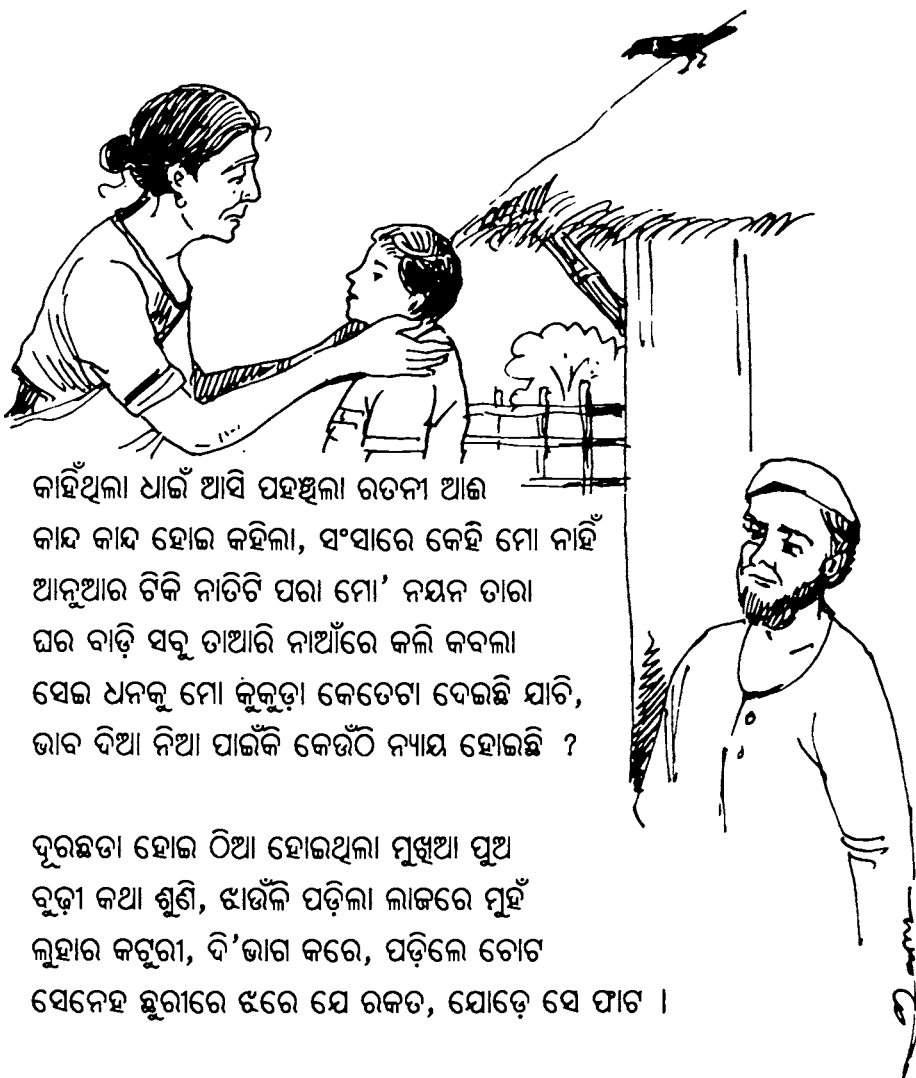 କାହିଁଥିଲା ଧାଇଁ ଆସି ପହଞ୍ଚିଲା ରତନୀ ଆଈ
କାନ୍ଦ କାନ୍ଦ ହୋଇ କହିଲା, ସଂସାରେ କେହି ମୋ ନାହିଁ
ଆନୁଆର ଟିକି ନାତିଟି ପରା ମୋ' ନୟନ ତାରା
ଘର ବାଡ଼ି ସବୁ ତାଆରି ନାଆଁରେ କଲି କବଲା
ସେଇ ଧନକୁ ମୋ କୁକୁଡ଼ା କେତେଟା ଦେଇଛି ଯାଚି,
ଭାବ ଦିଆ ନିଆ ପାଇଁକି କେଉଁଠି ନ୍ୟାୟ ହୋଇଛି ?
ଦୂରଛଡା ହୋଇ ଠିଆ ହୋଇଥିଲା ମୁଖିଆ ପୁଅ
ବୁଢ଼ୀ କଥା ଶୁଣି, ଝାଉଁଳି ପଡ଼ିଲା ଲାଜରେ ମୁହଁ
ଲୁହାର କଟୁରୀ, ଦି'ଭାଗ କରେ, ପଡ଼ିଲେ ଚୋଟ
ସେନେହ ଛୁରୀରେ ଝରେ ଯେ ରକତ, ଯୋଡ଼େ ସେ ଫାଟ ।